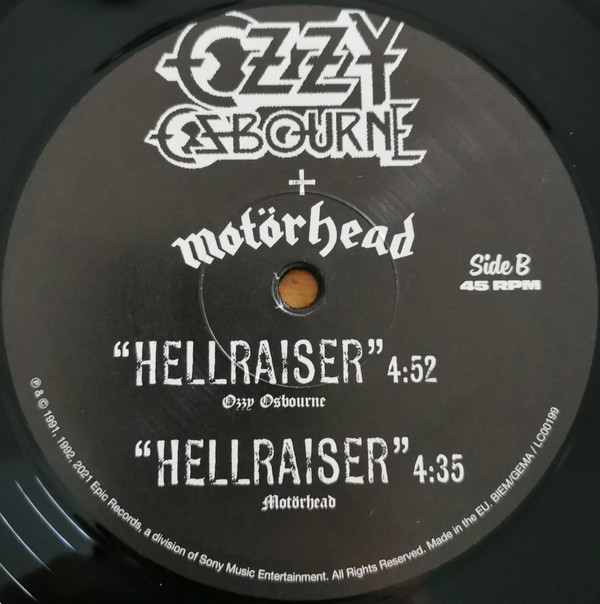 OZZY
OSBOURNE
+
motörhead
Side B
45 RPM
"HELLRAISER" 4:52
Ozzy Osbourne
"HELLRAISER" 4:35
Motörhead
℗ & © 1991, 1992, 2021 Epic Records, a division of Sony Music Entertainment. All Rights Reserved. Made in the EU. BIEM/GEMA / LC00199